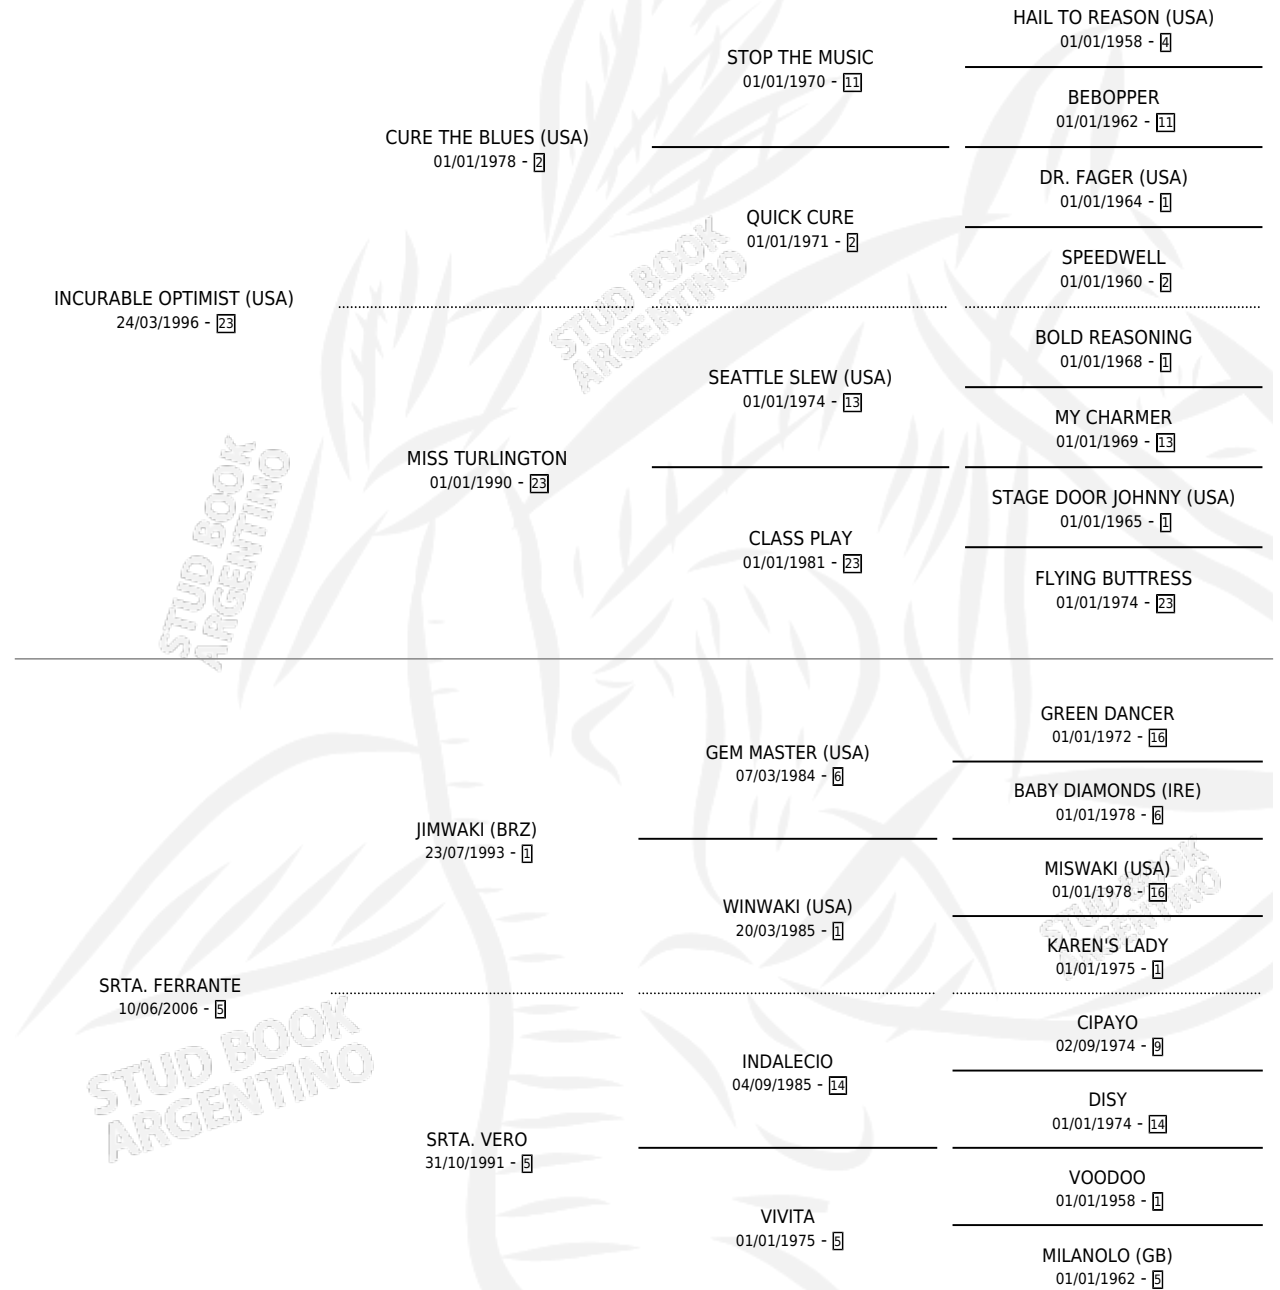 HAIL TO REASON (USA)
01/01/1958 - 4
STOP THE MUSIC
01/01/1970 - 11
BEBOPPER
01/01/1962 - 11
CURE THE BLUES (USA)
01/01/1978 - 2
DR. FAGER (USA)
01/01/1964 - 1
QUICK CURE
01/01/1971 - 2
SPEEDWELL
01/01/1960 - 2
INCURABLE OPTIMIST (USA)
24/03/1996 - 23
BOLD REASONING
01/01/1968 - 1
SEATTLE SLEW (USA)
01/01/1974 - 13
MY CHARMER
01/01/1969 - 13
MISS TURLINGTON
01/01/1990 - 23
STAGE DOOR JOHNNY (USA)
01/01/1965 - 1
CLASS PLAY
01/01/1981 - 23
FLYING BUTTRESS
01/01/1974 - 23
STUD BOOK
ARGENTINO
STUD BOOK
ARGENTINO
GREEN DANCER
01/01/1972 - 16
GEM MASTER (USA)
07/03/1984 - 6
BABY DIAMONDS (IRE)
01/01/1978 - 6
JIMWAKI (BRZ)
23/07/1993 - 1
MISWAKI (USA)
01/01/1978 - 16
WINWAKI (USA)
20/03/1985 - 1
KAREN'S LADY
01/01/1975 - 1
SRTA. FERRANTE
10/06/2006 - 5
CIPAYO
02/09/1974 - 9
INDALECIO
04/09/1985 - 14
DISY
01/01/1974 - 14
SRTA. VERO
31/10/1991 - 5
VOODOO
01/01/1958 - 1
VIVITA
01/01/1975 - 5
MILANOLO (GB)
01/01/1962 - 5
STUD BOOK
ARGENTINO
STUD BOOK
ARGENTINO